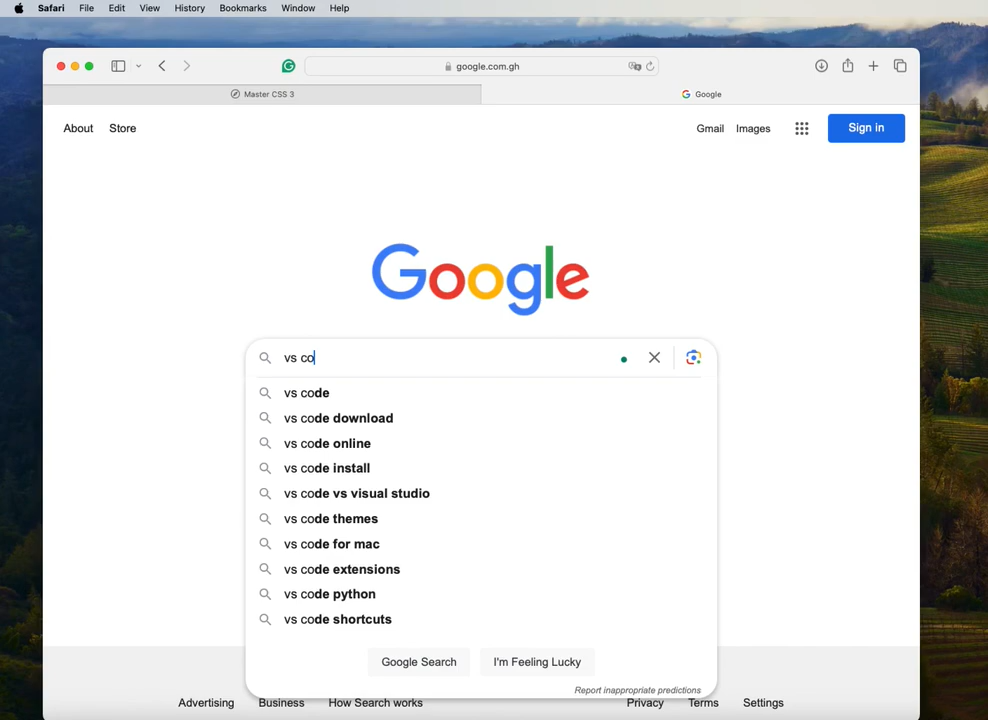 Safari File Edit View History Bookmarks Window Help
google.com.gh
Master CSS 3 Google
About Store Gmail Images Sign in
Google
vs co
vs code
vs code download
vs code online
vs code install
vs code vs visual studio
vs code themes
vs code for mac
vs code extensions
vs code python
vs code shortcuts
Google Search I'm Feeling Lucky
Report inappropriate predictions
Advertising Business How Search works Privacy Terms Settings